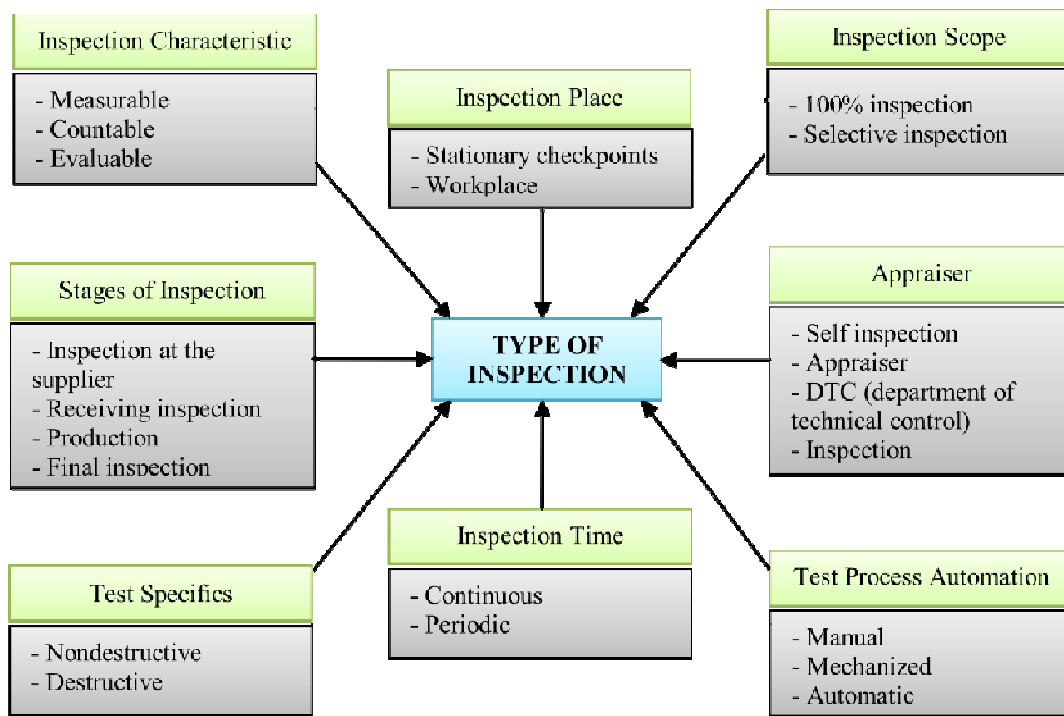 Inspection Characteristic
- Measurable
- Countable
- Evaluable
Inspection Place
- Stationary checkpoints
- Workplace
Inspection Scope
- 100% inspection
- Selective inspection
Stages of Inspection
- Inspection at the
supplier
- Receiving inspection
- Production
- Final inspection
TYPE OF
INSPECTION
Appraiser
- Self inspection
- Appraiser
- DTC (department of
technical control)
- Inspection
Test Specifics
- Nondestructive
- Destructive
Inspection Time
- Continuous
- Periodic
Test Process Automation
- Manual
- Mechanized
- Automatic